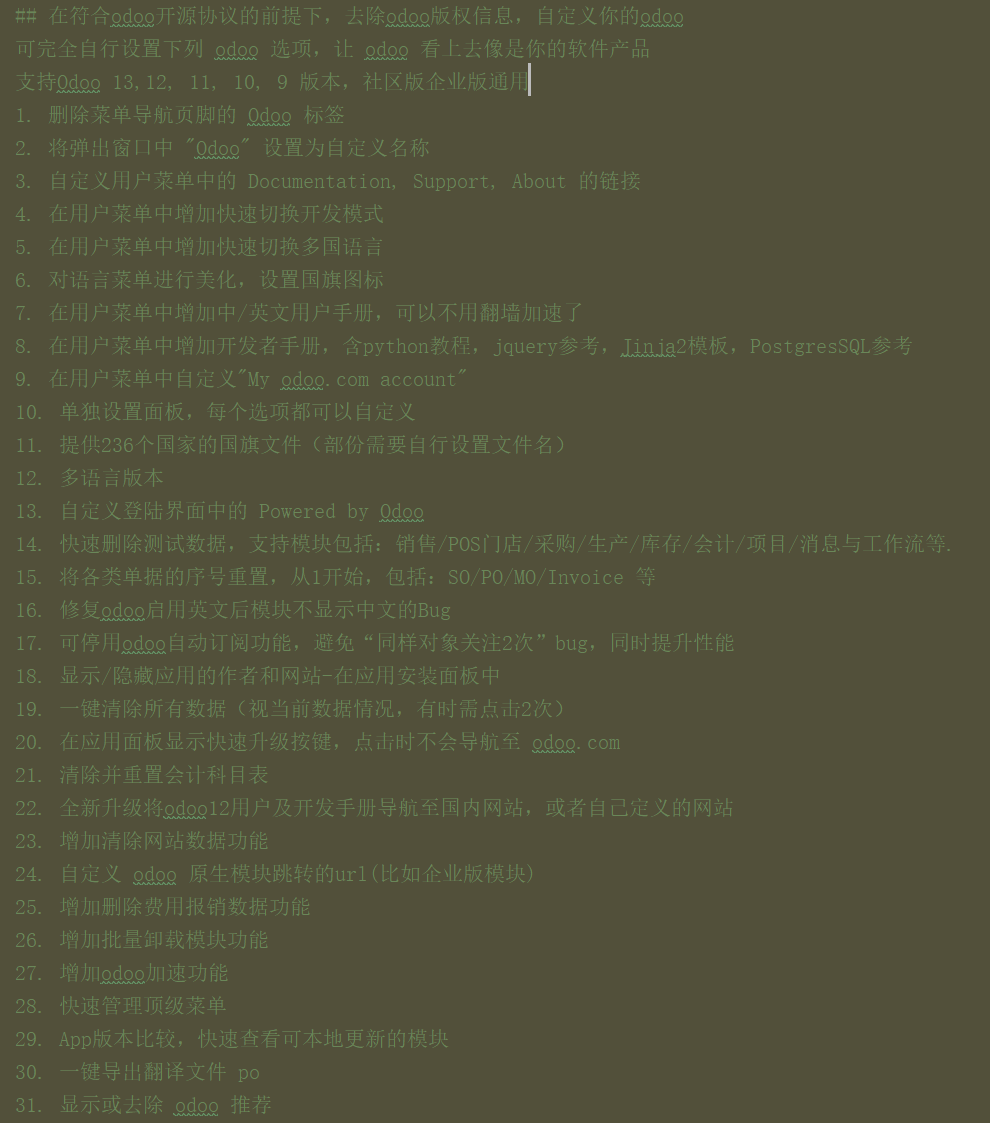 ## 在符合odoo开源协议的前提下，去除odoo版权信息，自定义你的odoo
可完全自行设置下列 odoo 选项，让 odoo 看上去像是你的软件产品
支持Odoo 13,12, 11, 10, 9 版本，社区版企业版通用
1. 删除菜单导航页脚的 Odoo 标签
2. 将弹出窗口中 "Odoo" 设置为自定义名称
3. 自定义用户菜单中的 Documentation, Support, About 的链接
4. 在用户菜单中增加快速切换开发模式
5. 在用户菜单中增加快速切换多国语言
6. 对语言菜单进行美化，设置国旗图标
7. 在用户菜单中增加中/英文用户手册，可以不用翻墙加速了
8. 在用户菜单中增加开发者手册，含python教程，jquery参考，Jinja2模板，PostgresSQL参考
9. 在用户菜单中自定义"My odoo.com account"
10. 单独设置面板，每个选项都可以自定义
11. 提供236个国家的国旗文件（部份需要自行设置文件名）
12. 多语言版本
13. 自定义登陆界面中的 Powered by Odoo
14. 快速删除测试数据，支持模块包括：销售/POS门店/采购/生产/库存/会计/项目/消息与工作流等.
15. 将各类单据的序号重置，从1开始，包括：SO/PO/MO/Invoice 等
16. 修复odoo启用英文后模块不显示中文的Bug
17. 可停用odoo自动订阅功能，避免“同样对象关注2次”bug，同时提升性能
18. 显示/隐藏应用的作者和网站-在应用安装面板中
19. 一键清除所有数据（视当前数据情况，有时需点击2次）
20. 在应用面板显示快速升级按键，点击时不会导航至 odoo.com
21. 清除并重置会计科目表
22. 全新升级将odoo12用户及开发手册导航至国内网站，或者自己定义的网站
23. 增加清除网站数据功能
24. 自定义 odoo 原生模块跳转的url(比如企业版模块)
25. 增加删除费用报销数据功能
26. 增加批量卸载模块功能
27. 增加odoo加速功能
28. 快速管理顶级菜单
29. App版本比较，快速查看可本地更新的模块
30. 一键导出翻译文件 po
31. 显示或去除 odoo 推荐